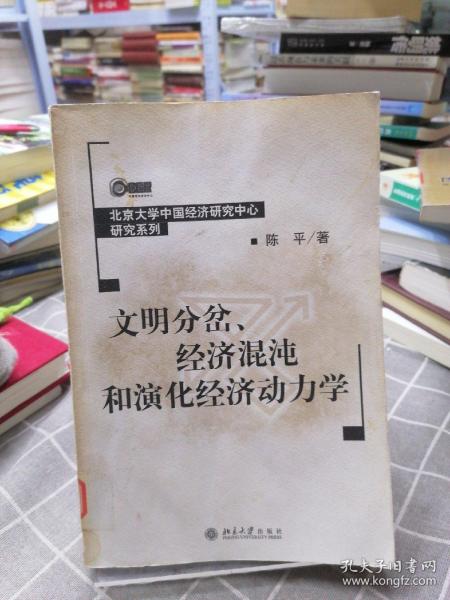 北京大学中国经济研究中心
研究系列
■ 陈 平/著
文明分岔、
经济混沌
和演化经济动力学
北京大学出版社
PEKING UNIVERSITY PRESS
孔夫子旧书网
www.kongfz.com